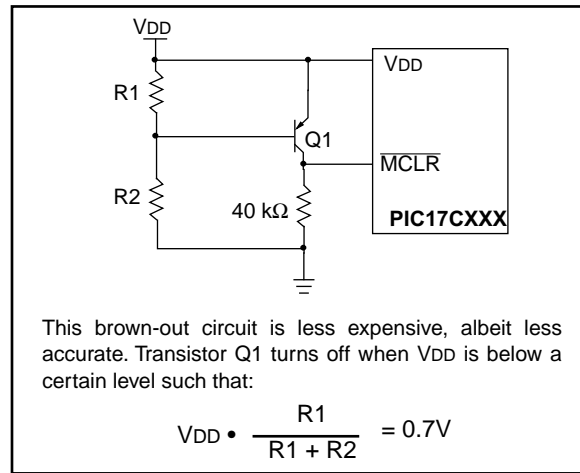 VDD
R1
VDD
Q1
MCLR
R2
40 kΩ
PIC17CXXX
This brown-out circuit is less expensive, albeit less
accurate. Transistor Q1 turns off when VDD is below a
certain level such that:
VDD • R1 / R1 + R2 = 0.7V